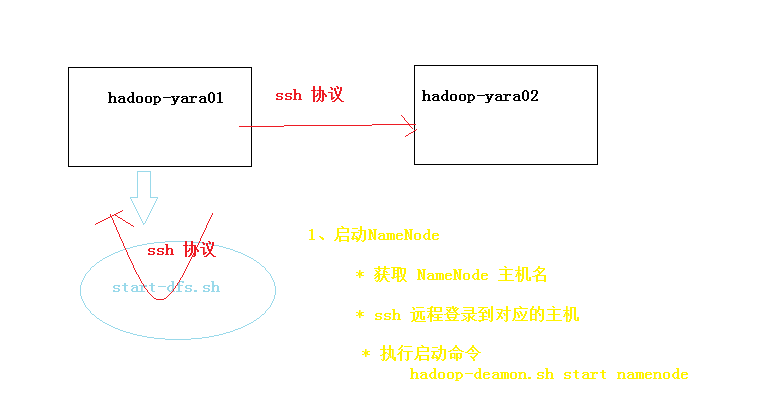 hadoop-yara01
ssh 协议
hadoop-yara02
ssh 协议
start-dfs.sh
1、启动NameNode
* 获取 NameNode 主机名
* ssh 远程登录到对应的主机
* 执行启动命令
hadoop-deamon.sh start namenode